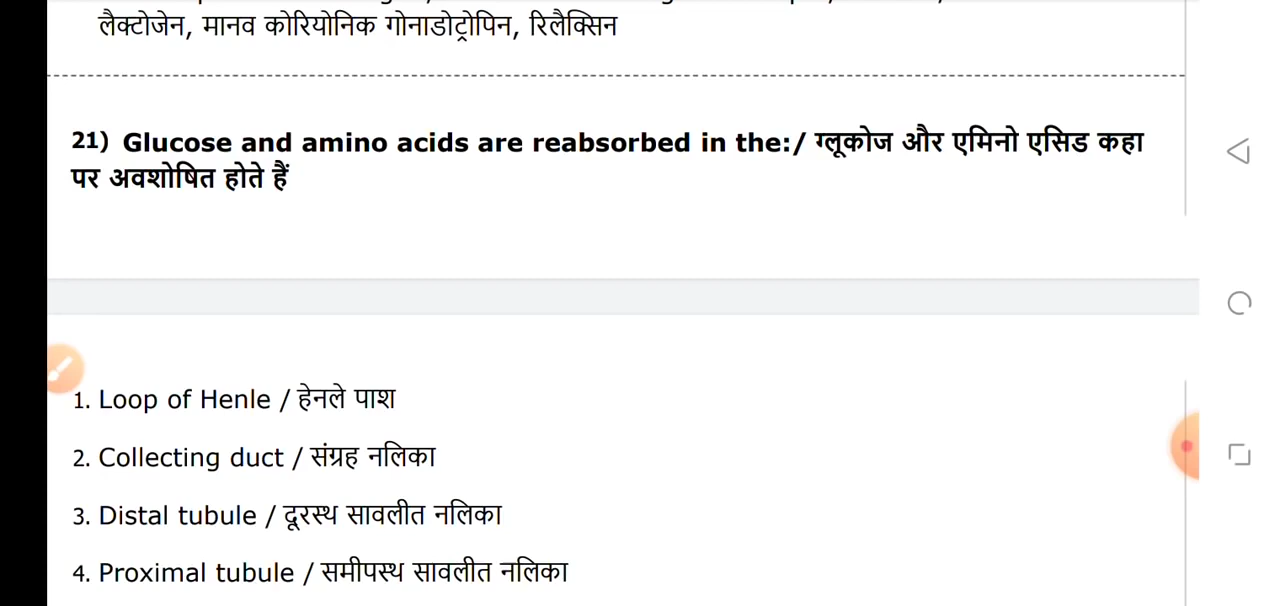 लैक्टोजेन, मानव कोरियोनिक गोनाडोट्रोपिन, रिलैक्सिन
21) Glucose and amino acids are reabsorbed in the:/ ग्लूकोज और एमिनो एसिड कहा
पर अवशोषित होते हैं
1. Loop of Henle / हेनले पाश
2. Collecting duct / संग्रह नलिका
3. Distal tubule / दूरस्थ सावलीत नलिका
4. Proximal tubule / समीपस्थ सावलीत नलिका